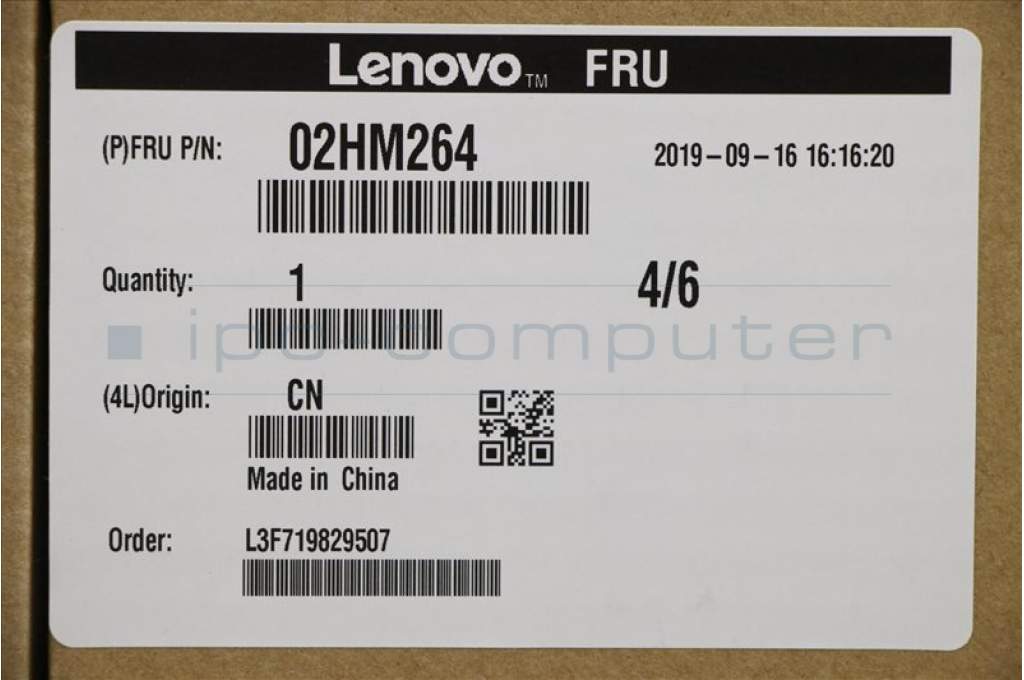 Lenovo™ FRU
(P)FRU P/N: 02HM264 2019-09-16 16:16:20
Quantity: 1 4/6
ipc-computer
(4L)Origin: CN
Made in China
Order: L3F719829507